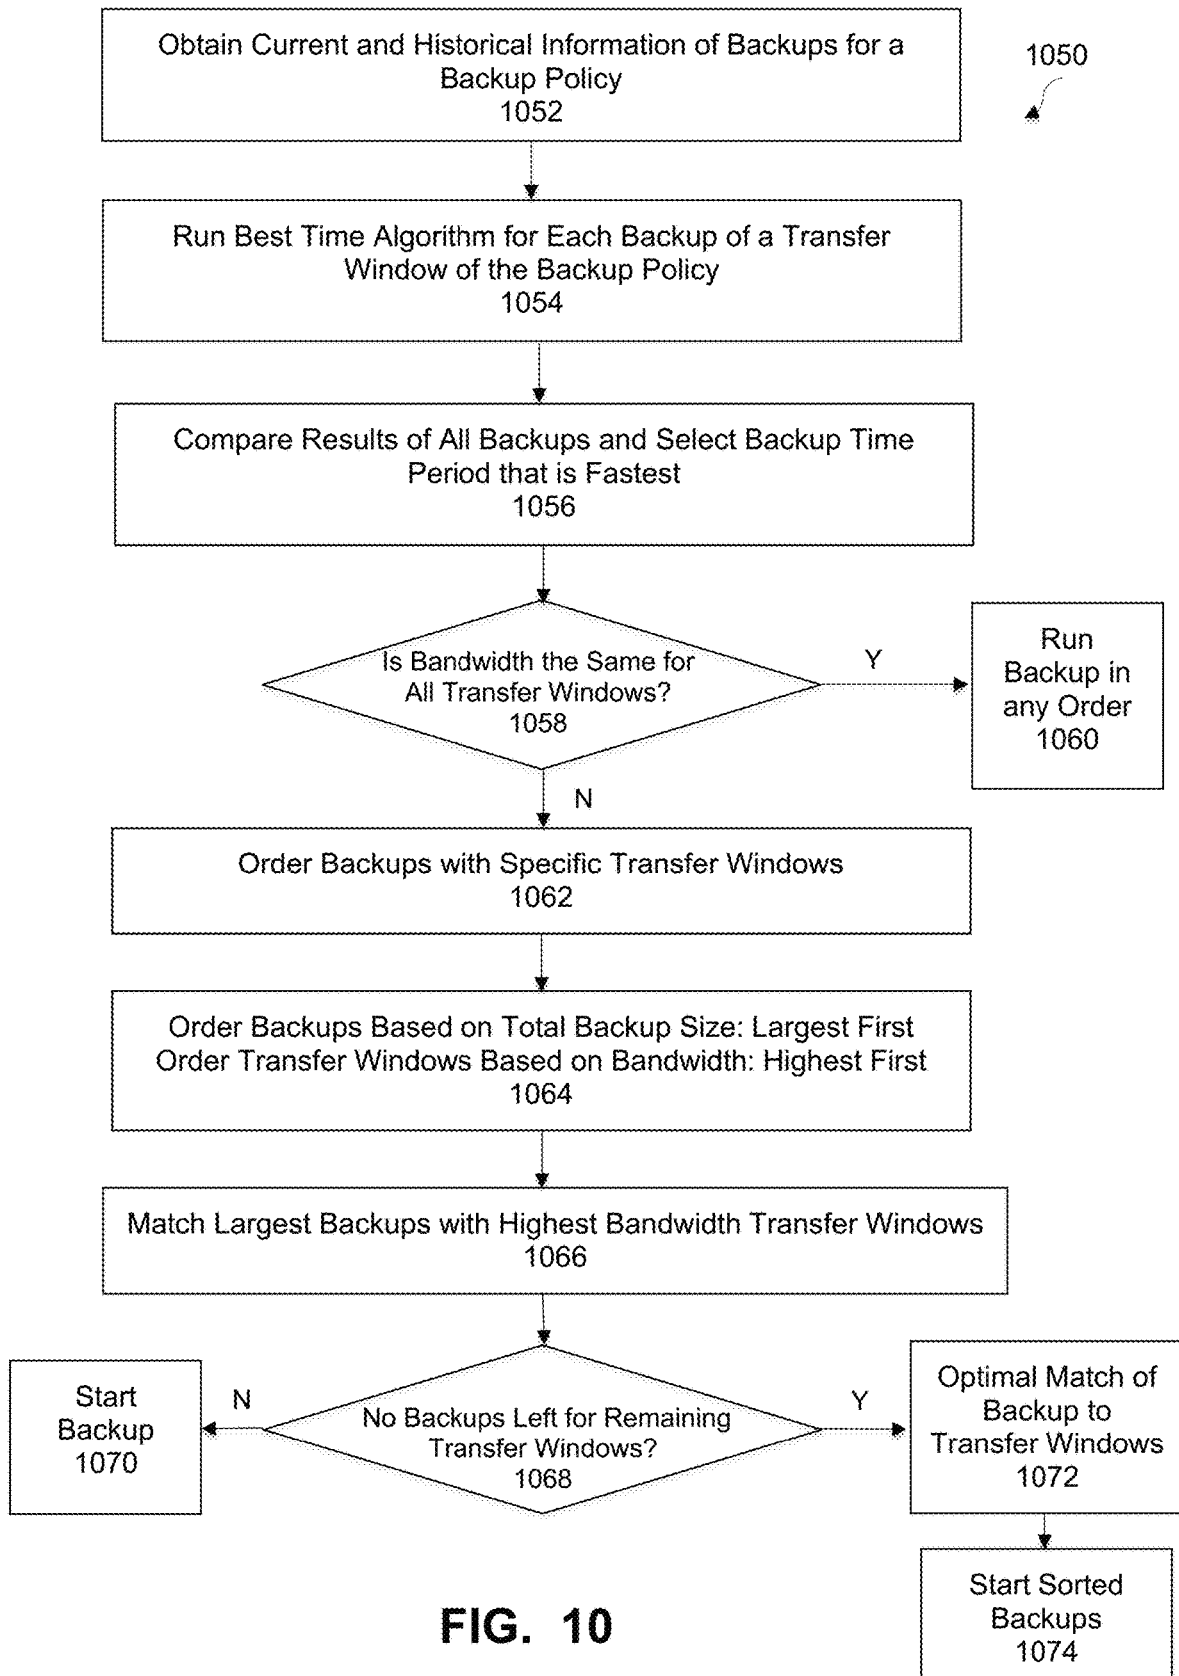 Obtain Current and Historical Information of Backups for a
Backup Policy
1052
1050
Run Best Time Algorithm for Each Backup of a Transfer
Window of the Backup Policy
1054
Compare Results of All Backups and Select Backup Time
Period that is Fastest
1056
Is Bandwidth the Same for
All Transfer Windows?
1058
Y
Run
Backup in
any Order
1060
N
Order Backups with Specific Transfer Windows
1062
Order Backups Based on Total Backup Size: Largest First
Order Transfer Windows Based on Bandwidth: Highest First
1064
Match Largest Backups with Highest Bandwidth Transfer Windows
1066
Start
Backup
1070
N
No Backups Left for Remaining
Transfer Windows?
1068
Y
Optimal Match of
Backup to
Transfer Windows
1072
Start Sorted
Backups
1074
FIG. 10